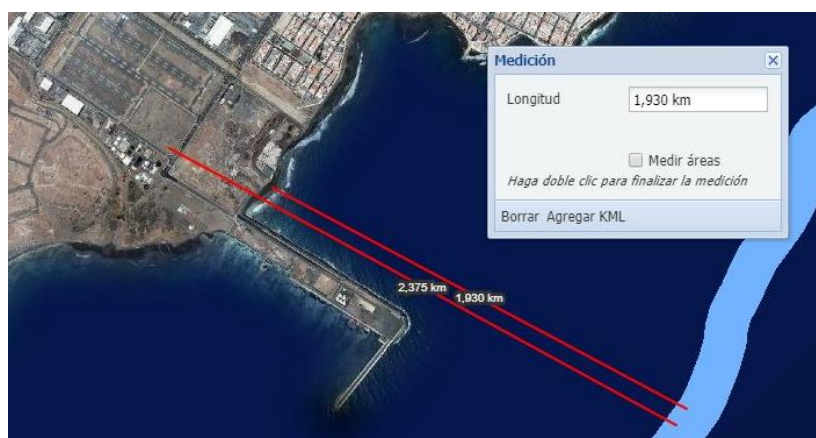 Medición
Longitud
1,930 km
Medir áreas
Haga doble clic para finalizar la medición
Borrar Agregar KML
2,375 km
1,930 km